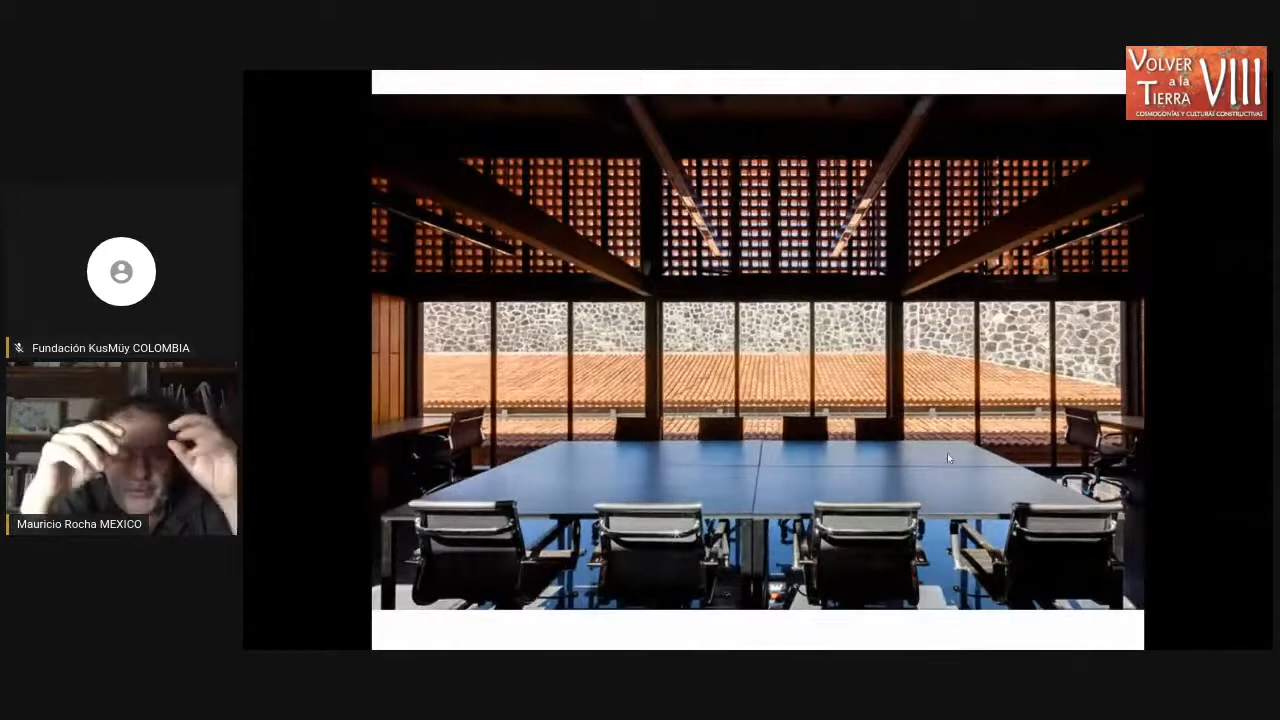 VOLVER
a la
TIERRA
VIII
COSMOGONÍAS Y CULTURAS CONSTRUCTIVAS
Fundación KusMüy COLOMBIA
Mauricio Rocha MEXICO